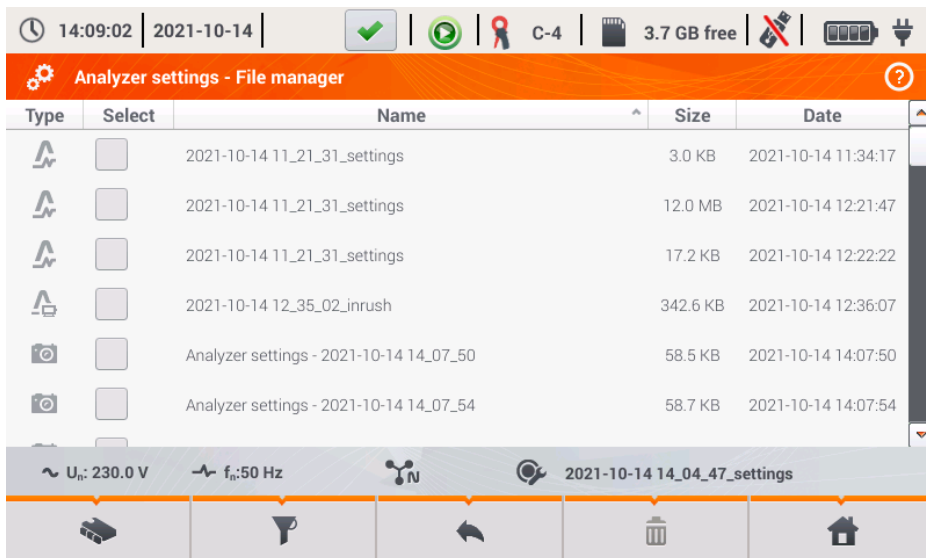 14:09:02 2021-10-14 C-4 3.7 GB free
Analyzer settings - File manager ?
Type Select Name Size Date
2021-10-14 11_21_31_settings 3.0 KB 2021-10-14 11:34:17
2021-10-14 11_21_31_settings 12.0 MB 2021-10-14 12:21:47
2021-10-14 11_21_31_settings 17.2 KB 2021-10-14 12:22:22
2021-10-14 12_35_02_inrush 342.6 KB 2021-10-14 12:36:07
Analyzer settings - 2021-10-14 14_07_50 58.5 KB 2021-10-14 14:07:50
Analyzer settings - 2021-10-14 14_07_54 58.7 KB 2021-10-14 14:07:54
Un: 230.0 V fn:50 Hz N 2021-10-14 14_04_47_settings